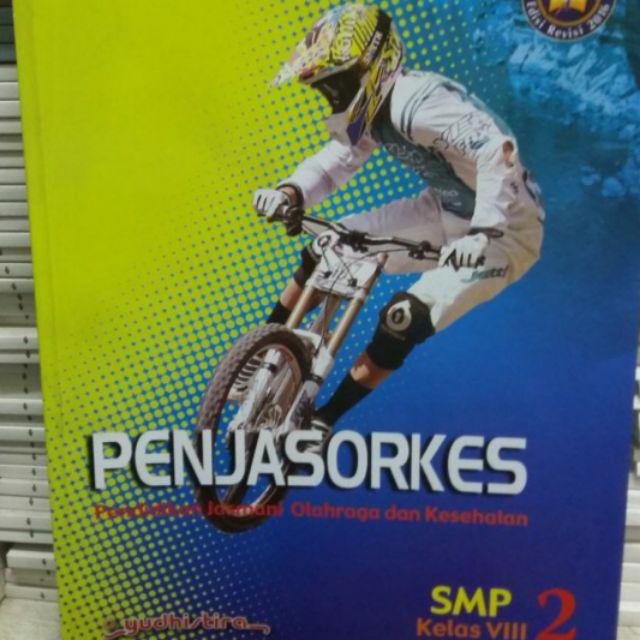 Edisi Revisi 2016
PENJASORKES
Pendidikan Jasmani Olahraga dan Kesehatan
SMP 2
Kelas VIII
yudhistira